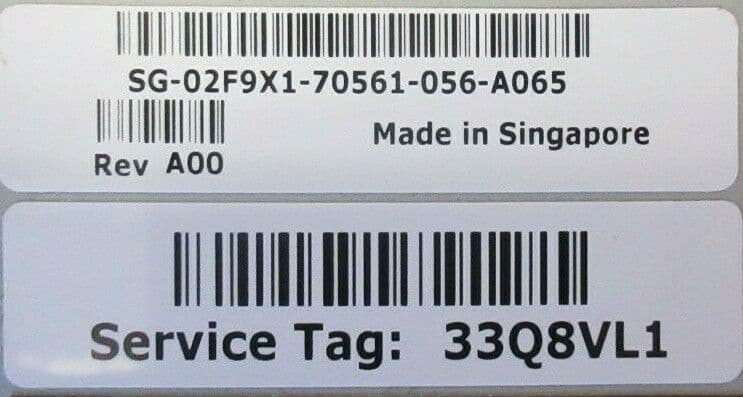 SG-02F9X1-70561-056-A065
Made in Singapore
Rev A00
Service Tag: 33Q8VL1